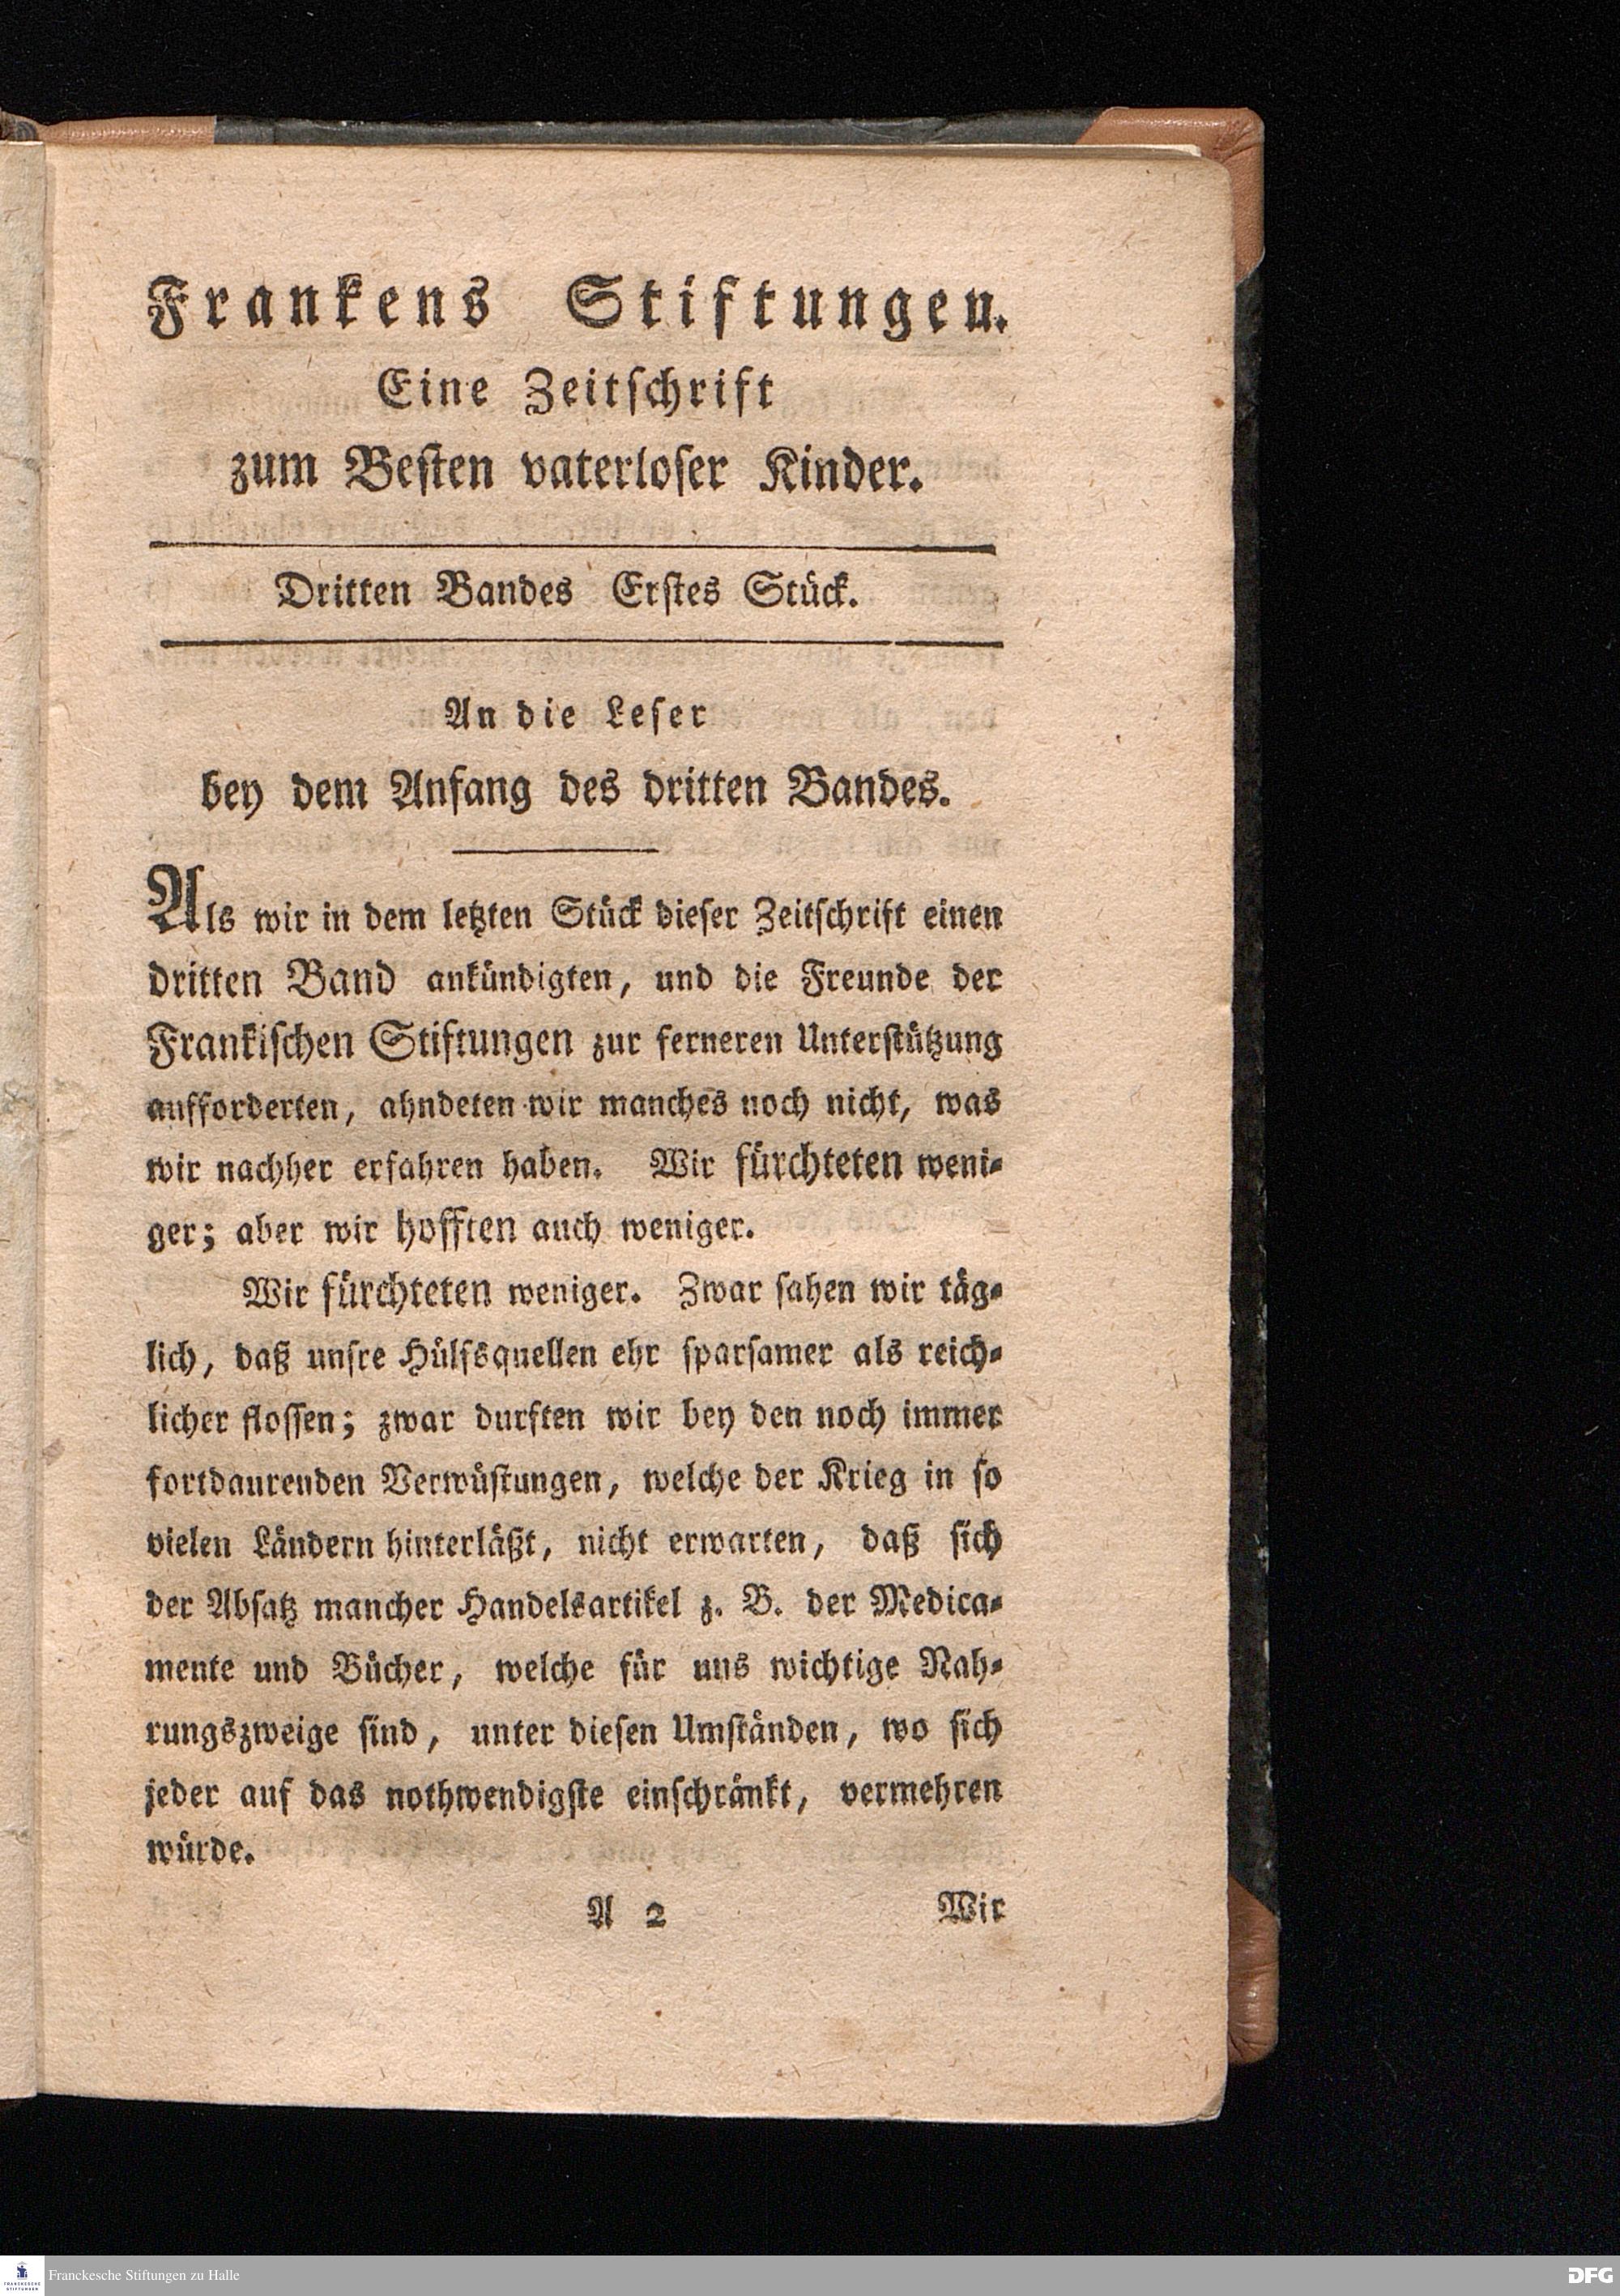 Frankens Stiftungen.
Eine Zeitschrift
zum Besten vaterloser Kinder.
Dritten Bandes Erstes Stück.
An die Leser
bey dem Anfang des dritten Bandes.
Als wir in dem letzten Stück dieser Zeitschrift einen
dritten Band ankündigten, und die Freunde der
Frankischen Stiftungen zur ferneren Unterstützung
aufforderten, ahndeten wir manches noch nicht, was
wir nachher erfahren haben. Wir fürchteten weni-
ger; aber wir hofften auch weniger.
Wir fürchteten weniger. Zwar sahen wir täg-
lich, daß unsre Hülfsquellen ehr sparsamer als reich-
licher flossen; zwar durften wir bey den noch immer
fortdaurenden Verwüstungen, welche der Krieg in so
vielen Ländern hinterläßt, nicht erwarten, daß sich
der Absatz mancher Handelsartikel z. B. der Medica-
mente und Bücher, welche für uns wichtige Nah-
rungszweige sind, unter diesen Umständen, wo sich
jeder auf das nothwendigste einschränkt, vermehren
würde.
A 2 Wir
FRANCKESCHE
STIFTUNGEN
Franckesche Stiftungen zu Halle
DFG